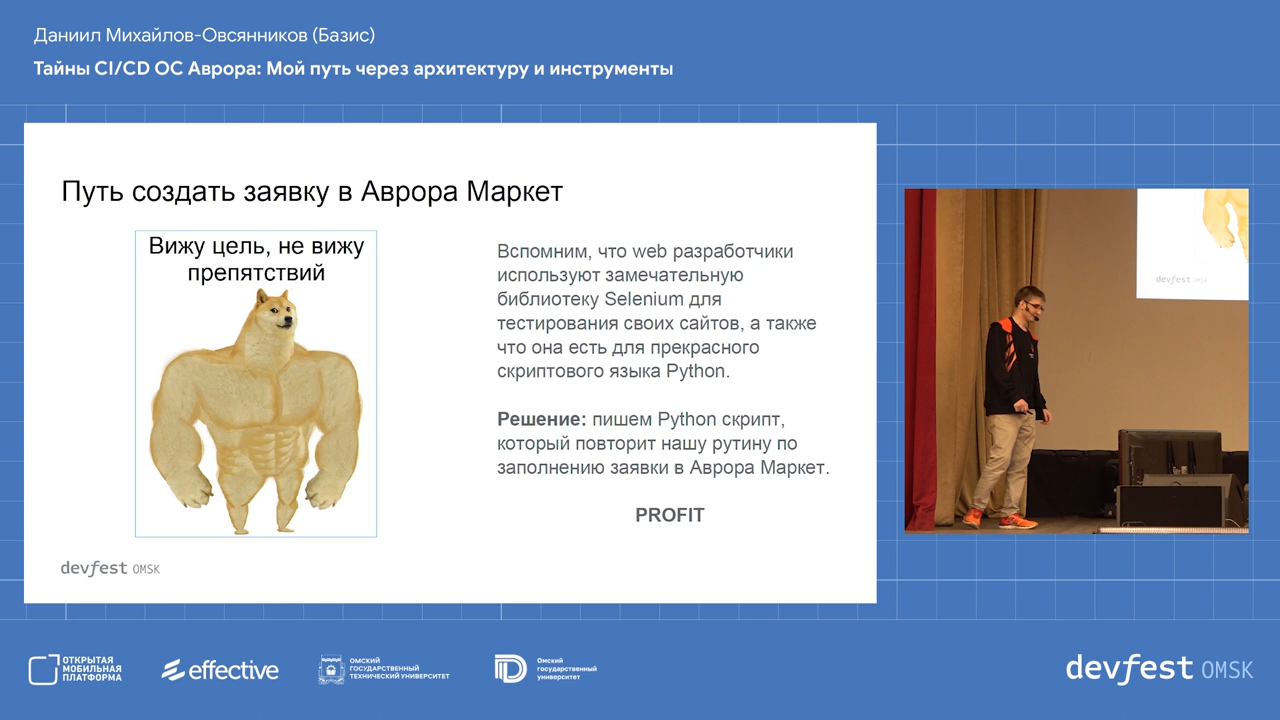 Даниил Михайлов-Овсянников (Базис)
Тайны CI/CD ОС Аврора: Мой путь через архитектуру и инструменты
Путь создать заявку в Аврора Маркет
Вижу цель, не вижу
препятствий
Вспомним, что web разработчики
используют замечательную
библиотеку Selenium для
тестирования своих сайтов, а также
что она есть для прекрасного
скриптового языка Python.
Решение: пишем Python скрипт,
который повторит нашу рутину по
заполнению заявки в Аврора Маркет.
PROFIT
devfest OMSK
devfest OMSK
ОТКРЫТАЯ
МОБИЛЬНАЯ
ПЛАТФОРМА
effective
ОМСКИЙ
ГОСУДАРСТВЕННЫЙ
ТЕХНИЧЕСКИЙ УНИВЕРСИТЕТ
Омский
государственный
университет
devfest OMSK